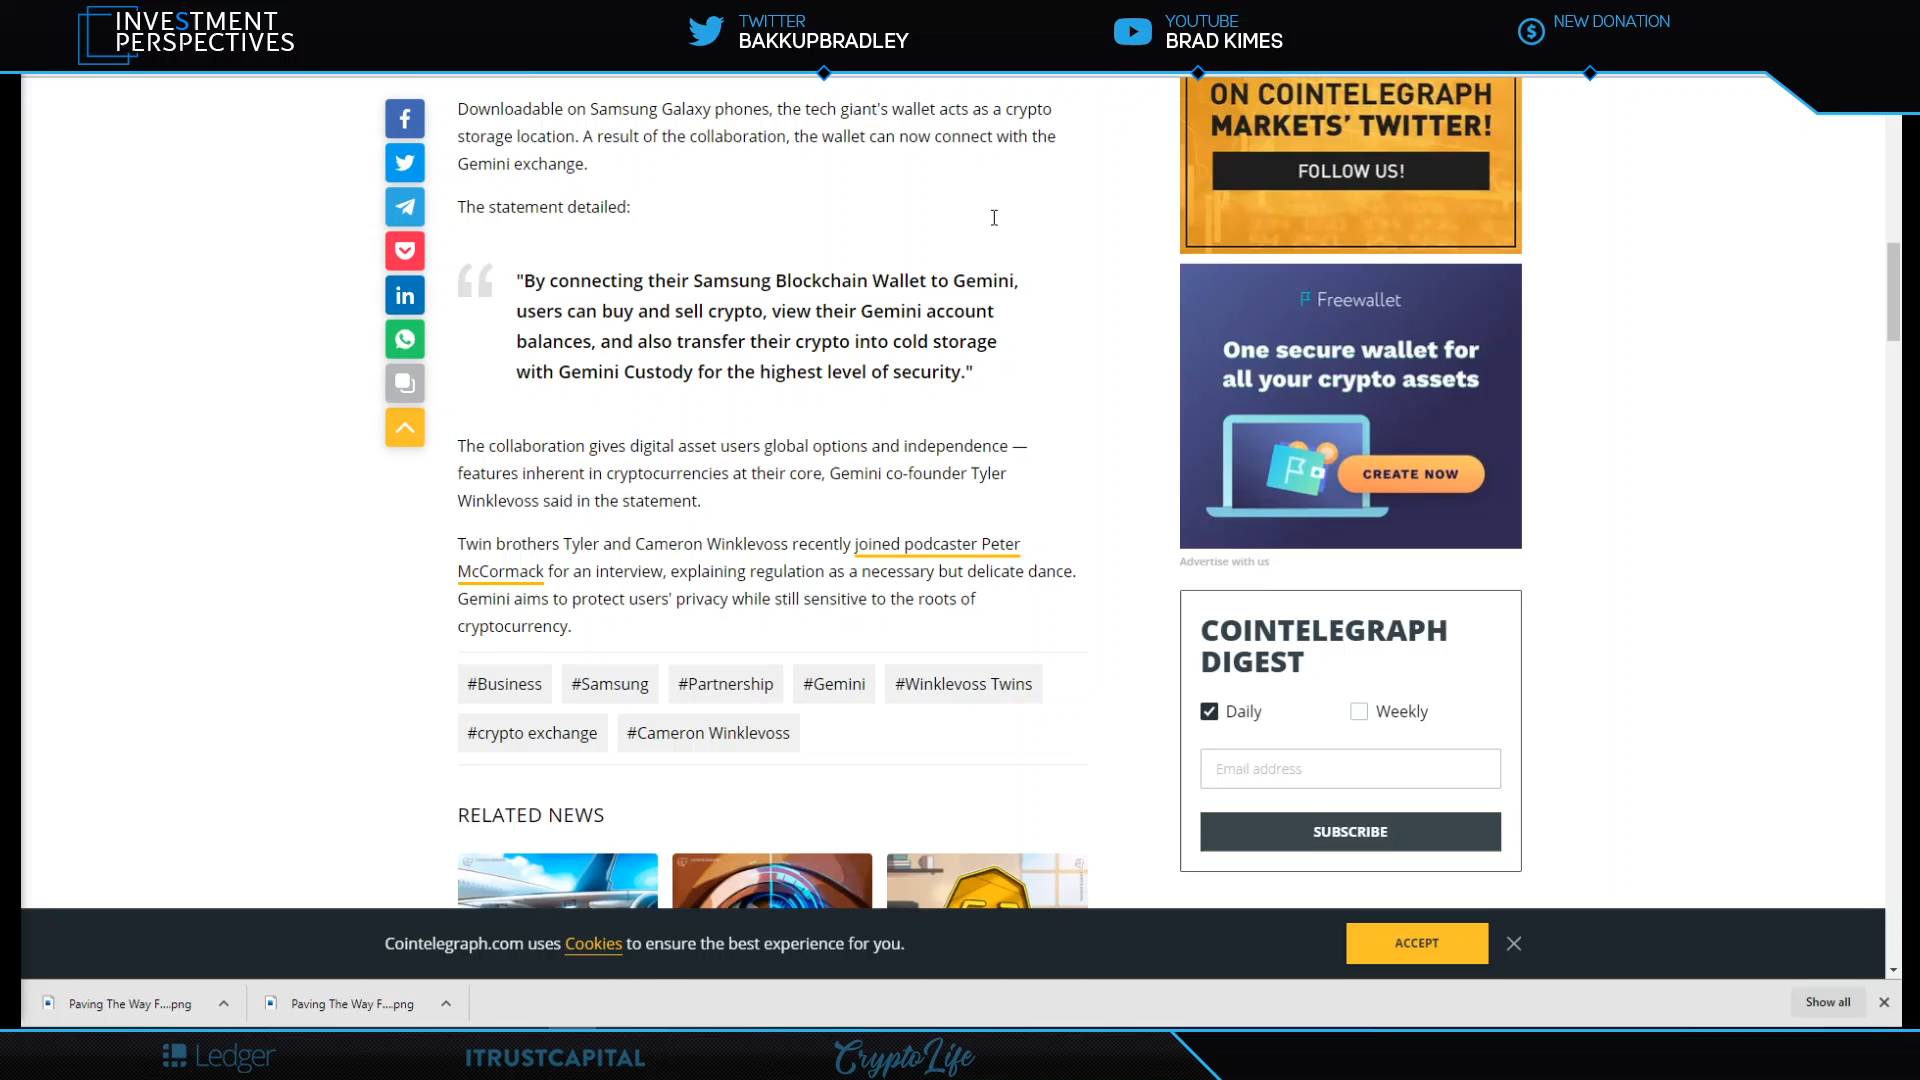 INVESTMENT
PERSPECTIVES
TWITTER
BAKKUPBRADLEY
YOUTUBE
BRAD KIMES
NEW DONATION
Downloadable on Samsung Galaxy phones, the tech giant's wallet acts as a crypto
storage location. A result of the collaboration, the wallet can now connect with the
Gemini exchange.
The statement detailed:
"By connecting their Samsung Blockchain Wallet to Gemini,
users can buy and sell crypto, view their Gemini account
balances, and also transfer their crypto into cold storage
with Gemini Custody for the highest level of security."
The collaboration gives digital asset users global options and independence —
features inherent in cryptocurrencies at their core, Gemini co-founder Tyler
Winklevoss said in the statement.
Twin brothers Tyler and Cameron Winklevoss recently joined podcaster Peter
McCormack for an interview, explaining regulation as a necessary but delicate dance.
Gemini aims to protect users' privacy while still sensitive to the roots of
cryptocurrency.
#Business
#Samsung
#Partnership
#Gemini
#Winklevoss Twins
#crypto exchange
#Cameron Winklevoss
RELATED NEWS
ON COINTELEGRAPH
MARKETS' TWITTER!
FOLLOW US!
Freewallet
One secure wallet for
all your crypto assets
CREATE NOW
Advertise with us
COINTELEGRAPH
DIGEST
Daily
Weekly
Email address
SUBSCRIBE
Cointelegraph.com uses Cookies to ensure the best experience for you.
ACCEPT
Paving The Way F....png
Paving The Way F....png
Show all
Ledger
ITRUSTCAPITAL
CryptoLife